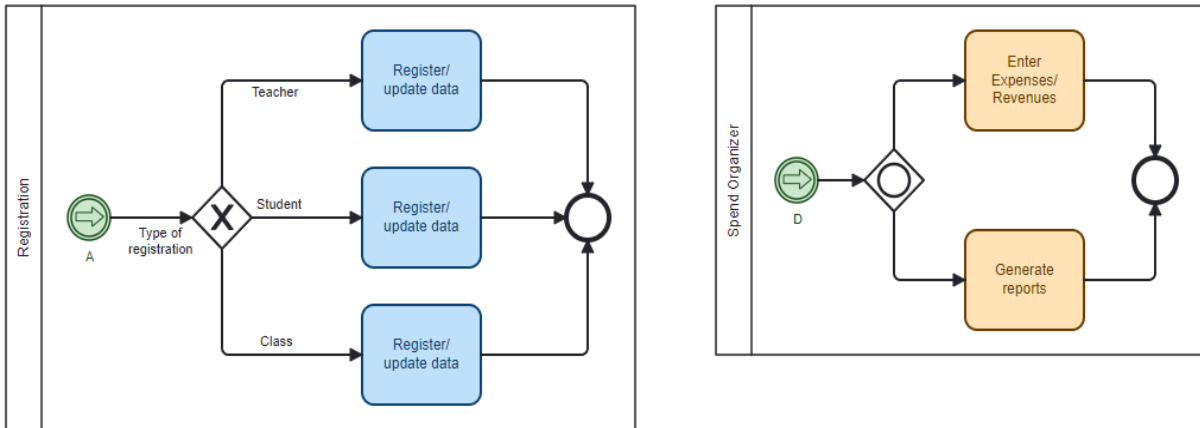 Registration
A
Type of
registration
Teacher
Register/
update data
Student
Register/
update data
Class
Register/
update data
Spend Organizer
D
Enter
Expenses/
Revenues
Generate
reports